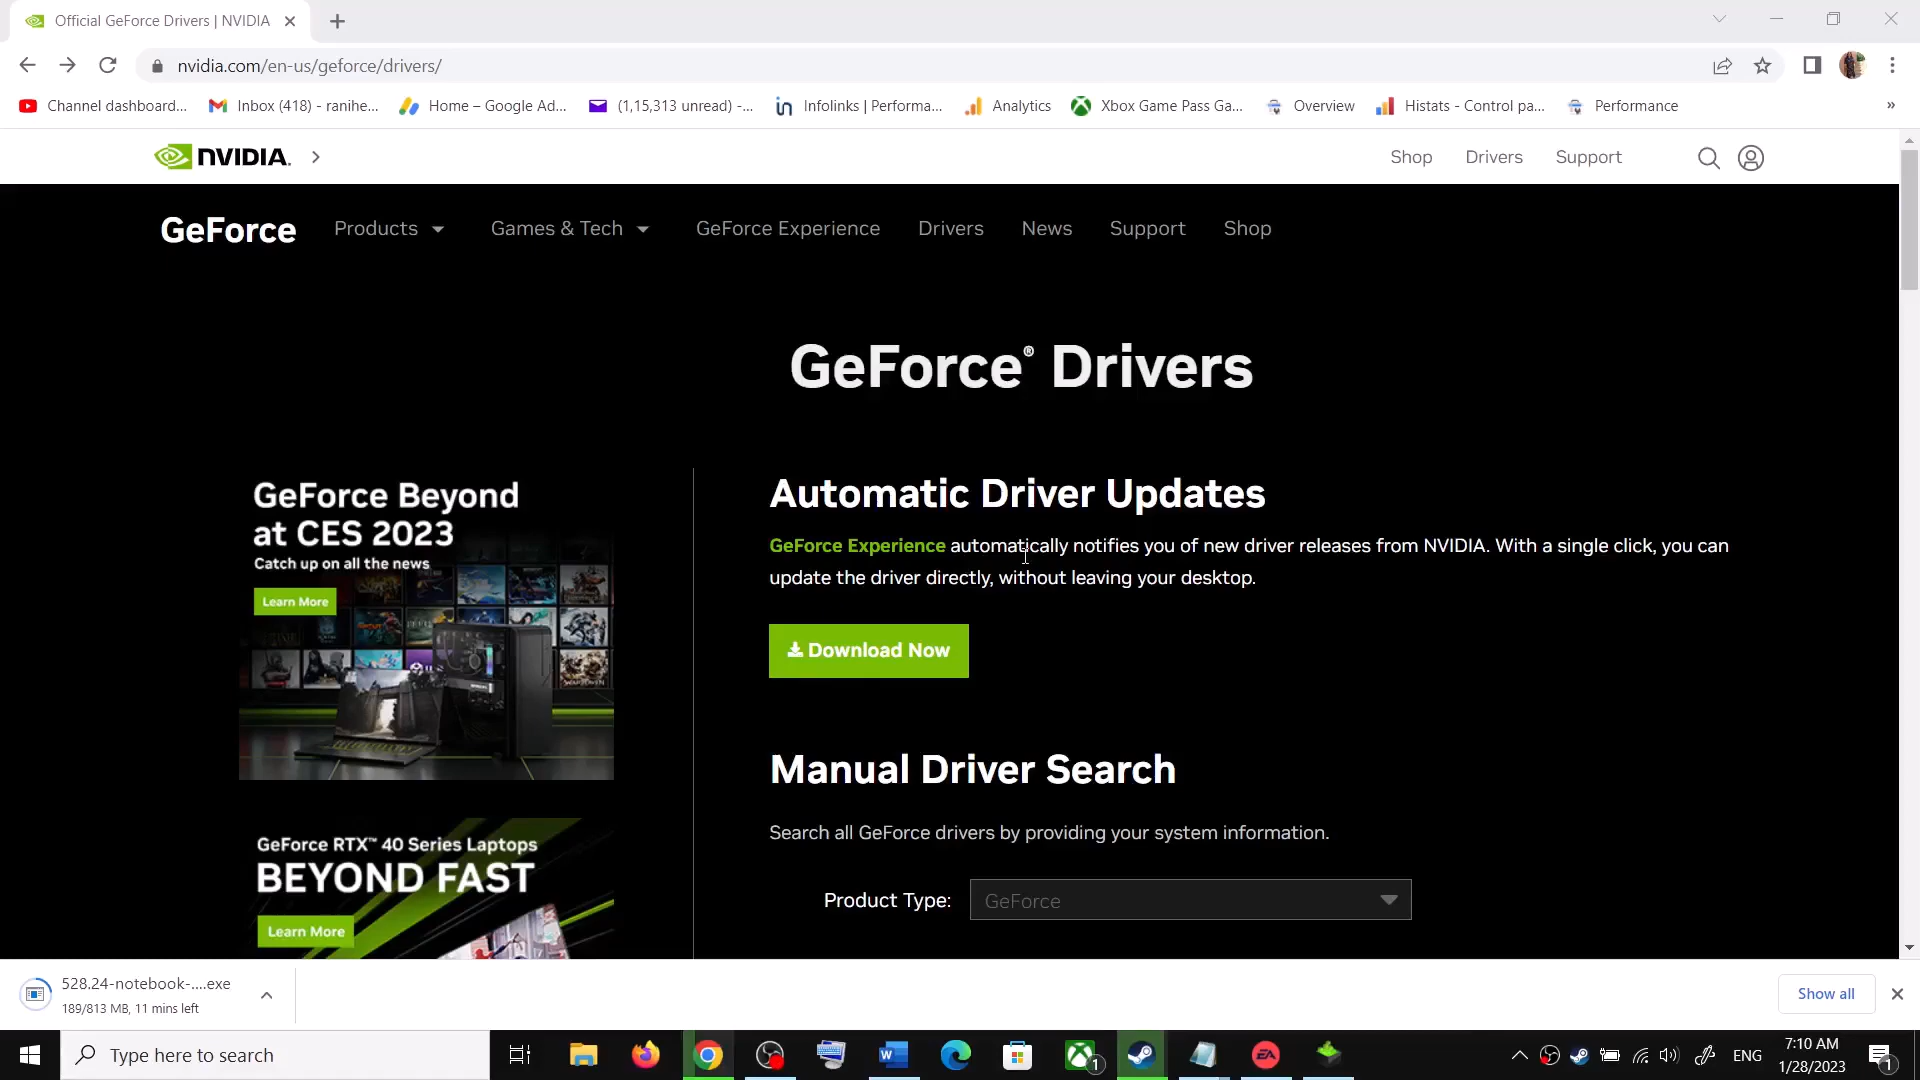 Official GeForce Drivers | NVIDIA
nvidia.com/en-us/geforce/drivers/
Channel dashboard...
Inbox (418) - ranihe...
Home – Google Ad...
(1,15,313 unread) -...
Infolinks | Performa...
Analytics
Xbox Game Pass Ga...
Overview
Histats - Control pa...
Performance
»
NVIDIA.
Shop
Drivers
Support
GeForce
Products
Games & Tech
GeForce Experience
Drivers
News
Support
Shop
GeForce® Drivers
GeForce Beyond
at CES 2023
Catch up on all the news
Learn More
GeForce RTX™ 40 Series Laptops
BEYOND FAST
Learn More
Automatic Driver Updates
GeForce Experience automatically notifies you of new driver releases from NVIDIA. With a single click, you can
update the driver directly, without leaving your desktop.
Download Now
Manual Driver Search
Search all GeForce drivers by providing your system information.
Product Type:
GeForce
528.24-notebook-....exe
189/813 MB, 11 mins left
Show all
Type here to search
1
ENG
7:10 AM
1/28/2023
1